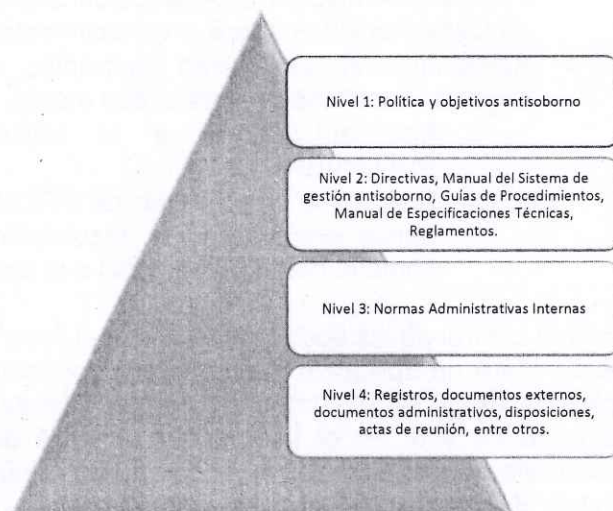 Nivel 1: Política y objetivos antisoborno
Nivel 2: Directivas, Manual del Sistema de
gestión antisoborno, Guías de Procedimientos,
Manual de Especificaciones Técnicas,
Reglamentos.
Nivel 3: Normas Administrativas Internas
Nivel 4: Registros, documentos externos,
documentos administrativos, disposiciones,
actas de reunión, entre otros.